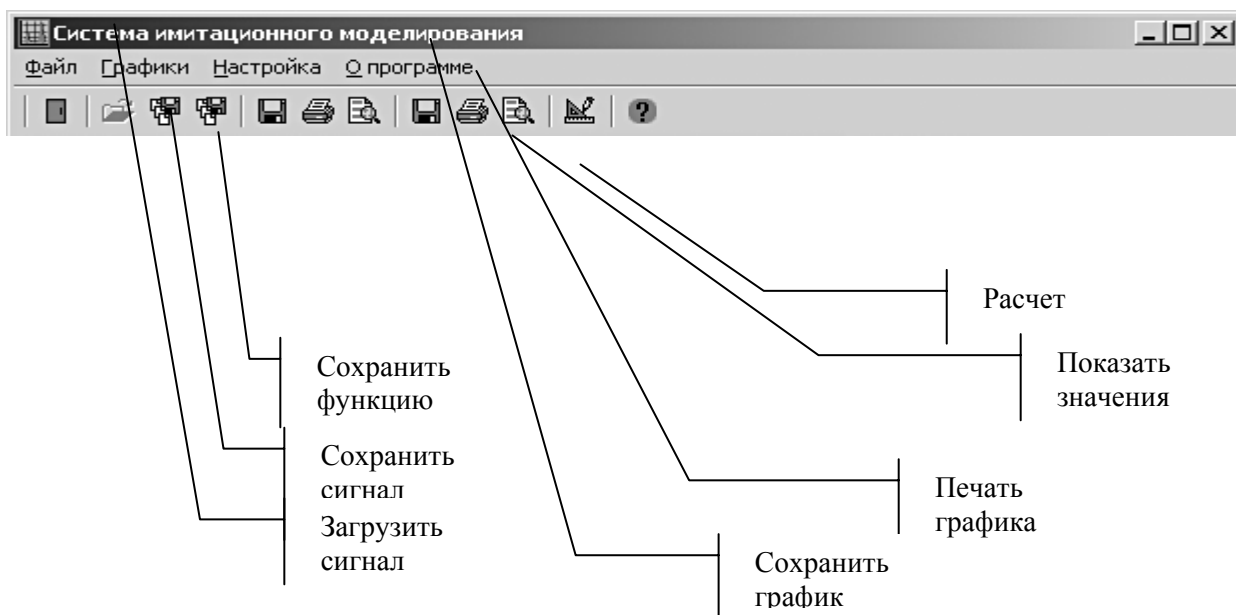 Система имитационного моделирования
Файл Графики Настройка О программе
Расчет
Показать
значения
Сохранить
функцию
Сохранить
сигнал
Загрузить
сигнал
Печать
графика
Сохранить
график